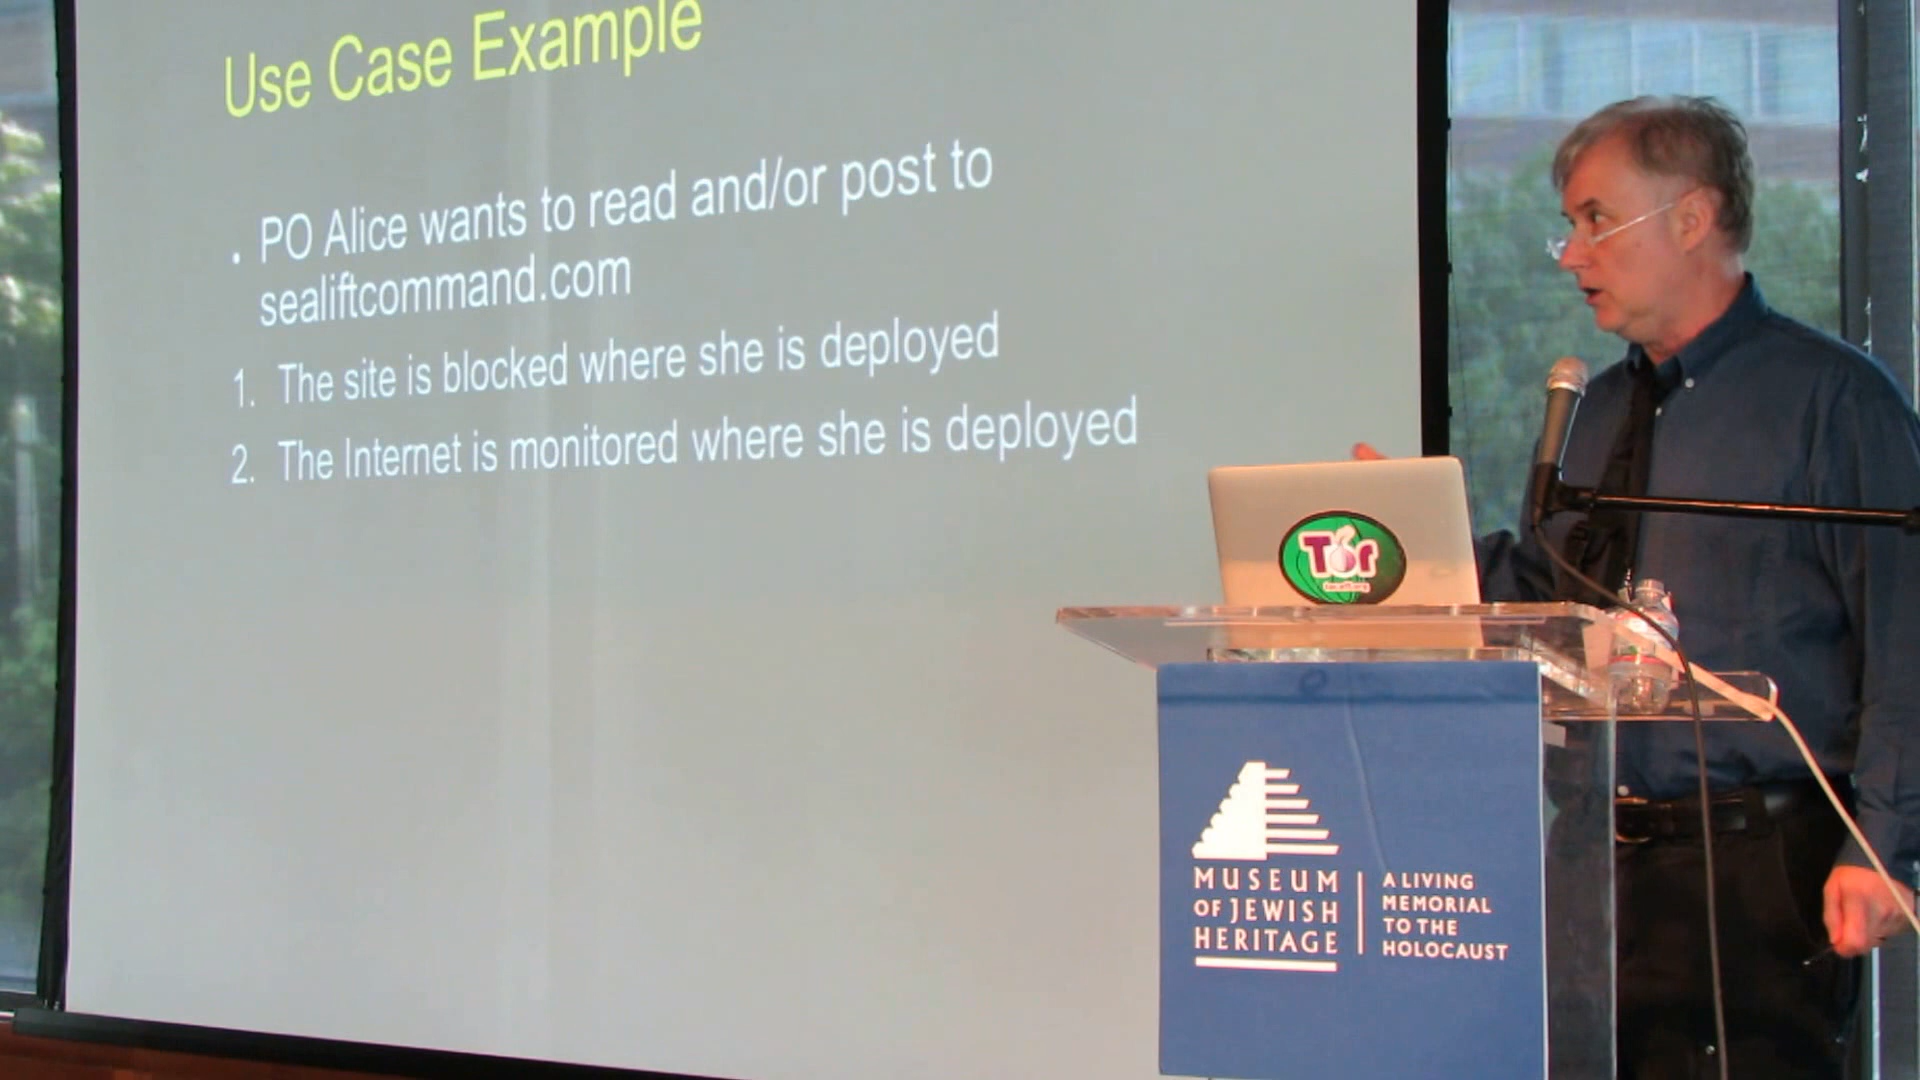 Use Case Example
• PO Alice wants to read and/or post to
sealiftcommand.com
1. The site is blocked where she is deployed
2. The Internet is monitored where she is deployed
Tor
MUSEUM
OF JEWISH
HERITAGE
A LIVING
MEMORIAL
TO THE
HOLOCAUST